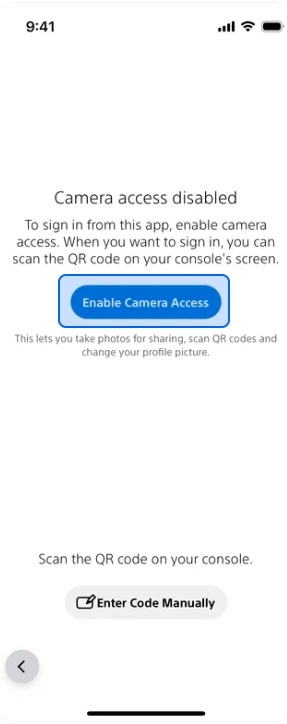 9:41
Camera access disabled
To sign in from this app, enable camera
access. When you want to sign in, you can
scan the QR code on your console's screen.
Enable Camera Access
This lets you take photos for sharing, scan QR codes and
change your profile picture.
Scan the QR code on your console.
Enter Code Manually